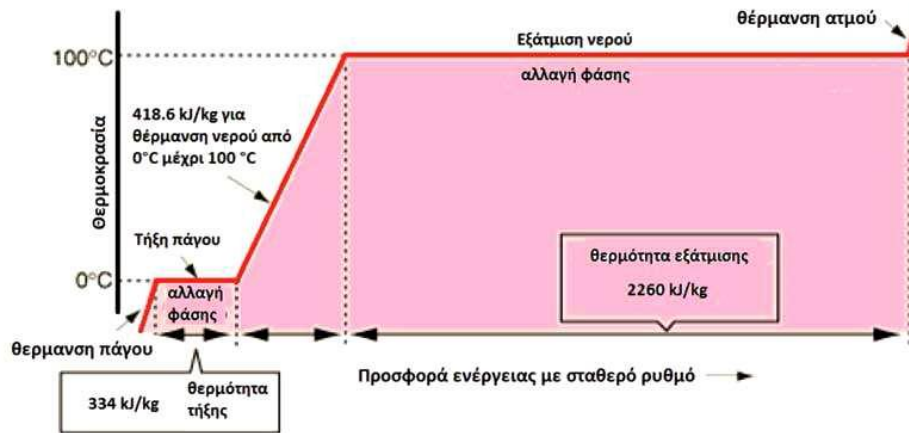 θέρμανση ατμού
Εξάτμιση νερού
100°C
αλλαγή φάσης
418.6 kJ/kg για
θέρμανση νερού από
0°C μέχρι 100 °C
Θερμοκρασία
Τήξη πάγου
θερμότητα εξάτμισης
2260 kJ/kg
0°C
αλλαγή
φάσης
θερμανση πάγου
Προσφορά ενέργειας με σταθερό ρυθμό
334 kJ/kg
θερμότητα
τήξης